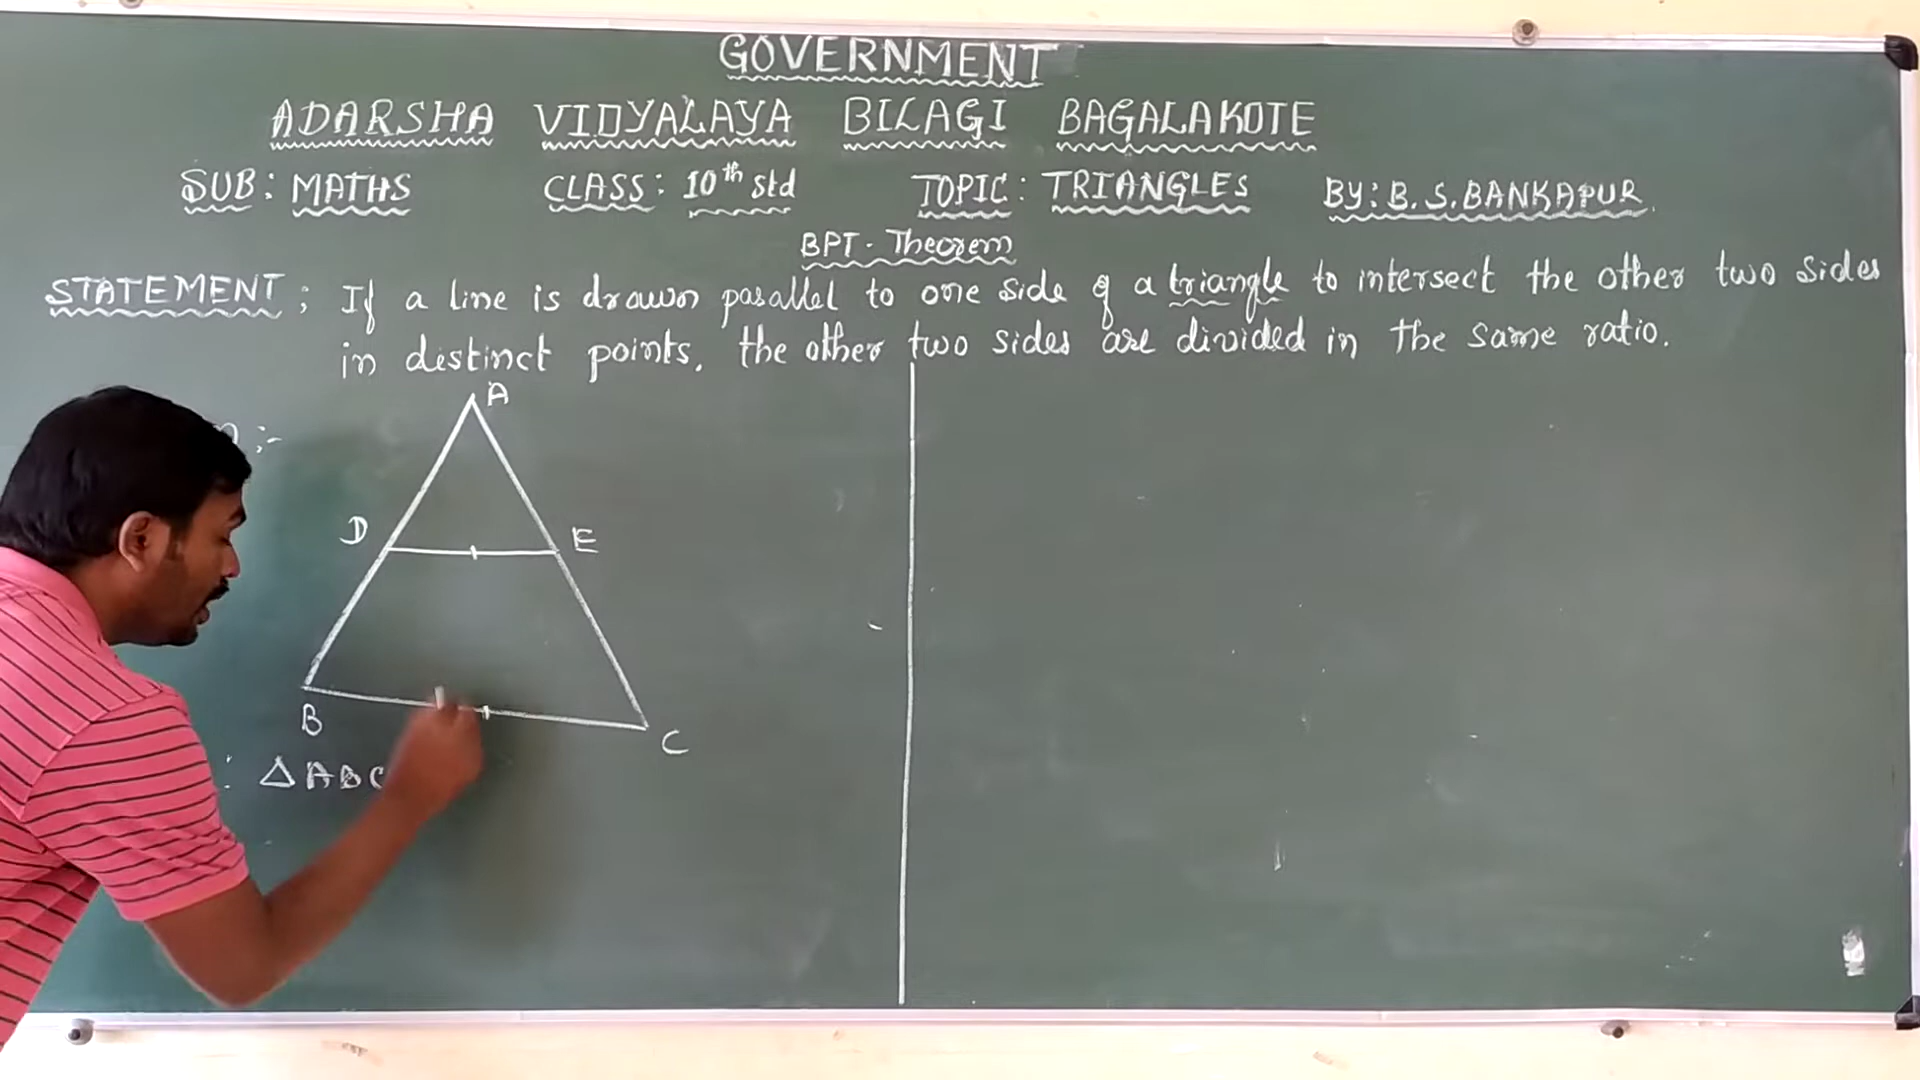 GOVERNMENT
ADARSHA VIDYALAYA BILAGI BAGALAKOTE
SUB: MATHS CLASS: 10th Std TOPIC: TRIANGLES BY: B. S. BANKAPUR.
BPT. Theorem
STATEMENT ; If a line is drawn parallel to one side of a triangle to intersect the other two sides
in distinct points. the other two sides are divided in the same ratio.
A
D E
B
C
: △ABC